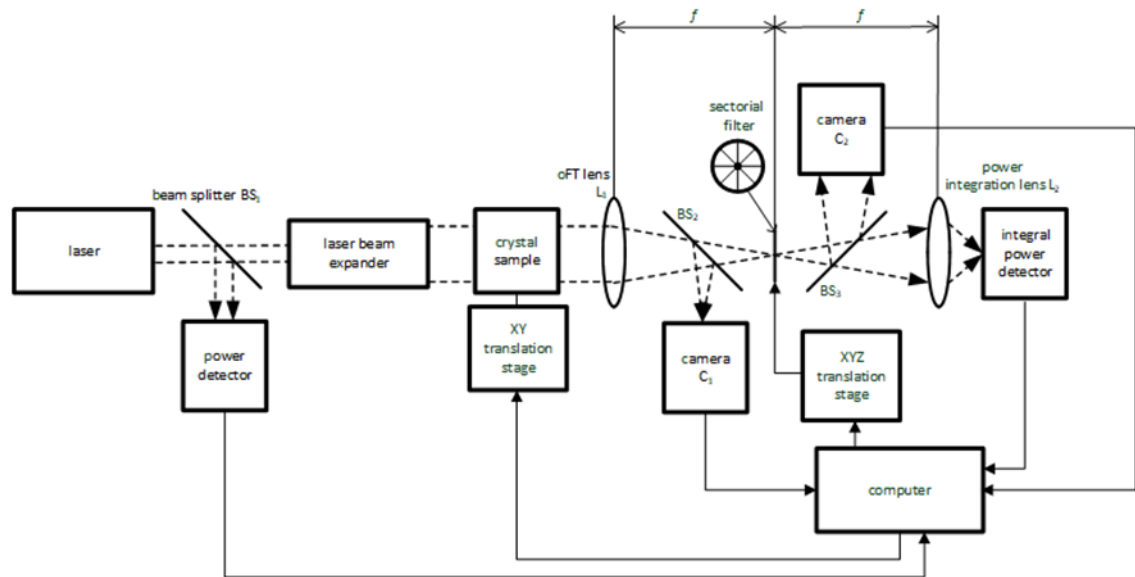 f
f
sectorial
filter
camera
C₂
oFT lens
L₁
power
integration lens L₂
beam splitter BS₁
BS₂
laser
laser beam
expander
crystal
sample
integral
power
detector
BS₃
XY
translation
stage
power
detector
camera
C₁
XYZ
translation
stage
computer